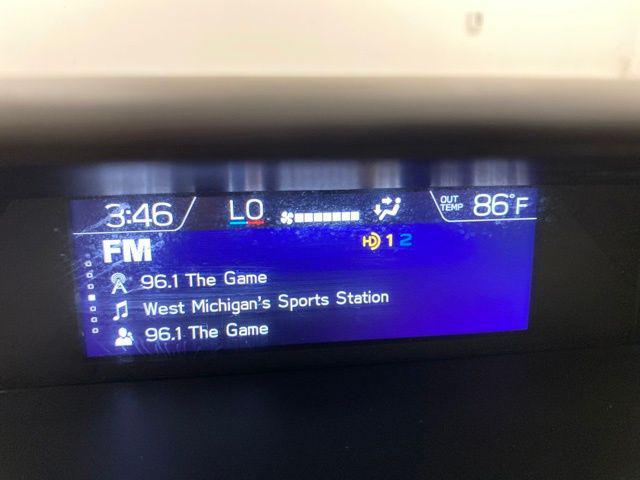 3:46 LO OUT TEMP 86°F
FM HD 1 2
96.1 The Game
West Michigan's Sports Station
96.1 The Game